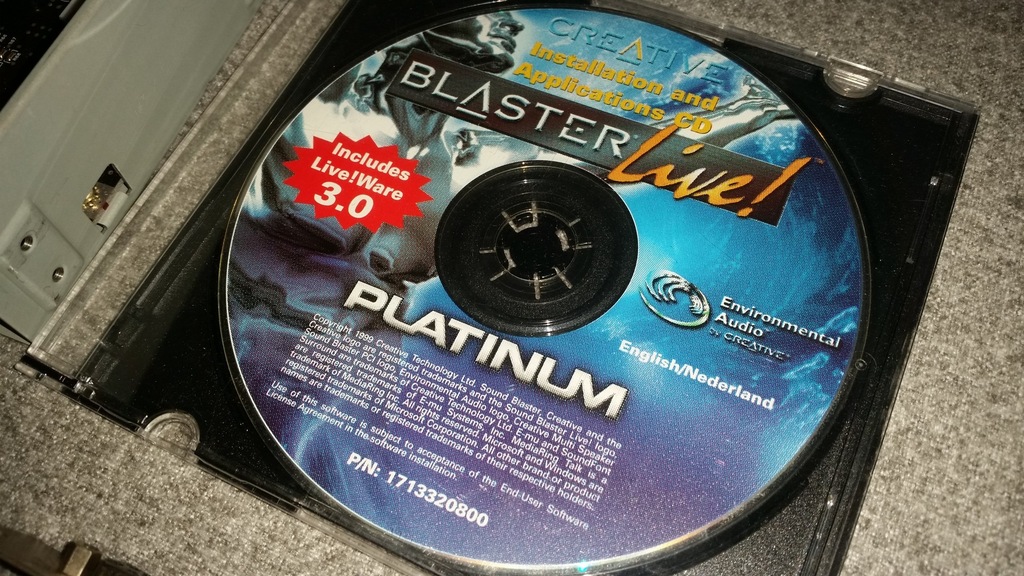 CREATIVE
Installation and
Applications CD
BLASTER
Live!
Includes
Live!Ware
3.0
Environmental
Audio™
by CREATIVE
English/Nederland
PLATINUM
Copyright 1999 Creative Technology Ltd. Sound Blaster, Creative and the
Creative logo are registered trademarks and the Sound Blaster Live! logo,
Sound Blaster PCI logo, Environmental Audio logo Creative Multi Speaker
Surround are trademarks of Creative Technology Ltd. E-mu and SoundFont
are registered trademarks of E-mu Systems, Inc. MediaRing Talk is a
trademark of MediaRing Inc. All rights reserved. Microsoft and Windows are
registered trademarks of Microsoft Corporation. All other brand or product
names are trademarks or registered trademarks of their respective holders.
Use of this software is subject to acceptance of the End-User Software
License Agreement in the software installation.
P/N: 1713320800